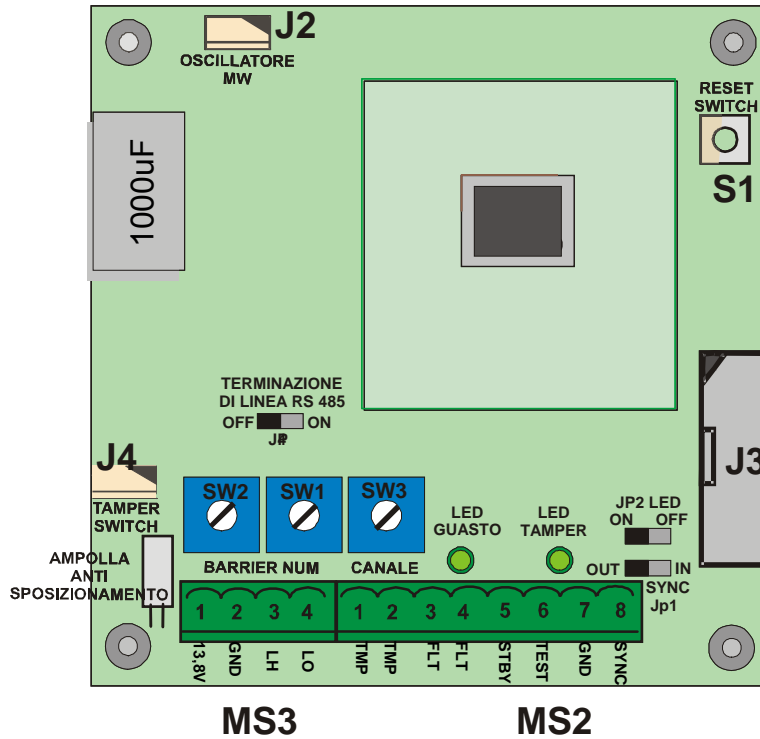 J2
OSCILLATORE
MW
RESET
SWITCH
S1
1000uF
TERMINAZIONE
DI LINEA RS 485
OFF ON
J4
TAMPER
SWITCH
J3
SW2 SW1 SW3
LED
GUASTO
LED
TAMPER
JP2 LED
ON OFF
OUT IN
SYNC
Jp1
AMPOLLA
ANTI
SPOSIZIONAMENTO
BARRIER NUM CANALE
1 2 3 4 1 2 3 4 5 6 7 8
13,8V GND LH LO TMP TMP FLT FLT STBY TEST GND SYNC
MS3 MS2